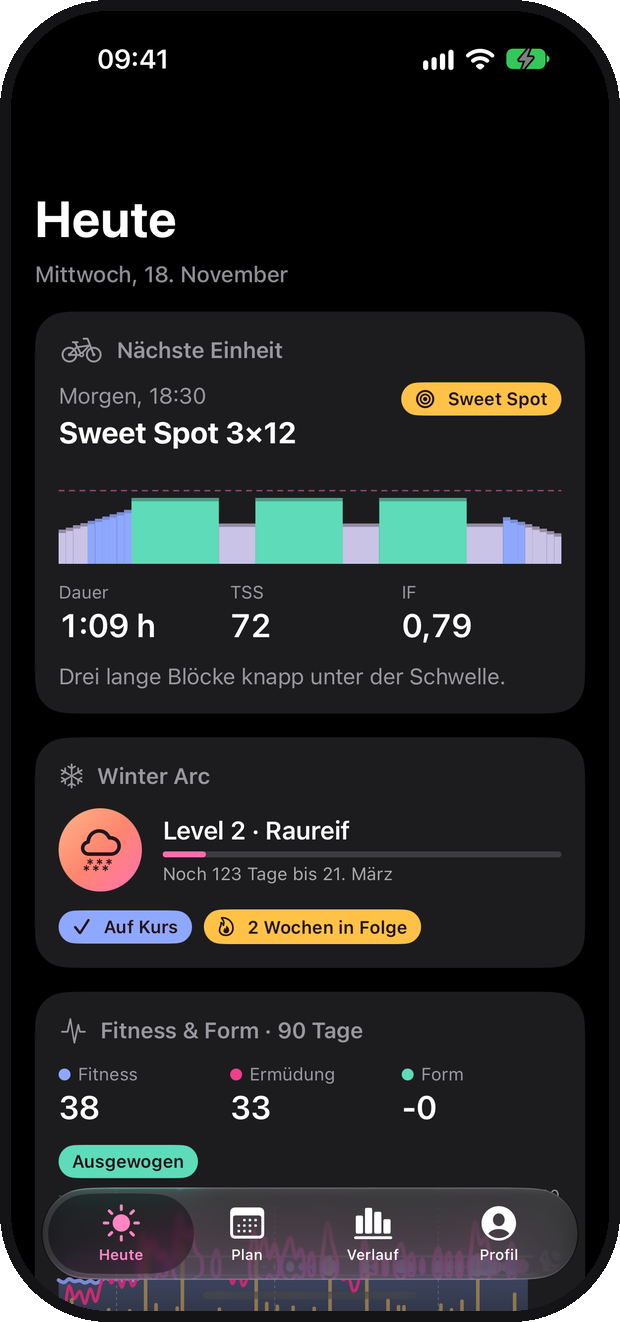 09:41
Heute
Mittwoch, 18. November
Nächste Einheit
Morgen, 18:30
Sweet Spot
Sweet Spot 3×12
Dauer TSS IF
1:09 h 72 0,79
Drei lange Blöcke knapp unter der Schwelle.
Winter Arc
Level 2 · Raureif
Noch 123 Tage bis 21. März
Auf Kurs 2 Wochen in Folge
Fitness & Form · 90 Tage
Fitness Ermüdung Form
38 33 -0
Ausgewogen
Heute Plan Verlauf Profil